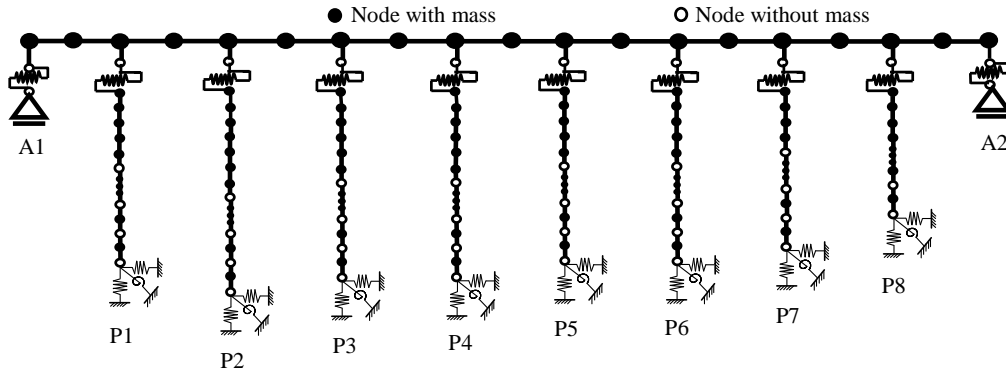 Node with mass
Node without mass
A1
A2
P1
P2
P3
P4
P5
P6
P7
P8